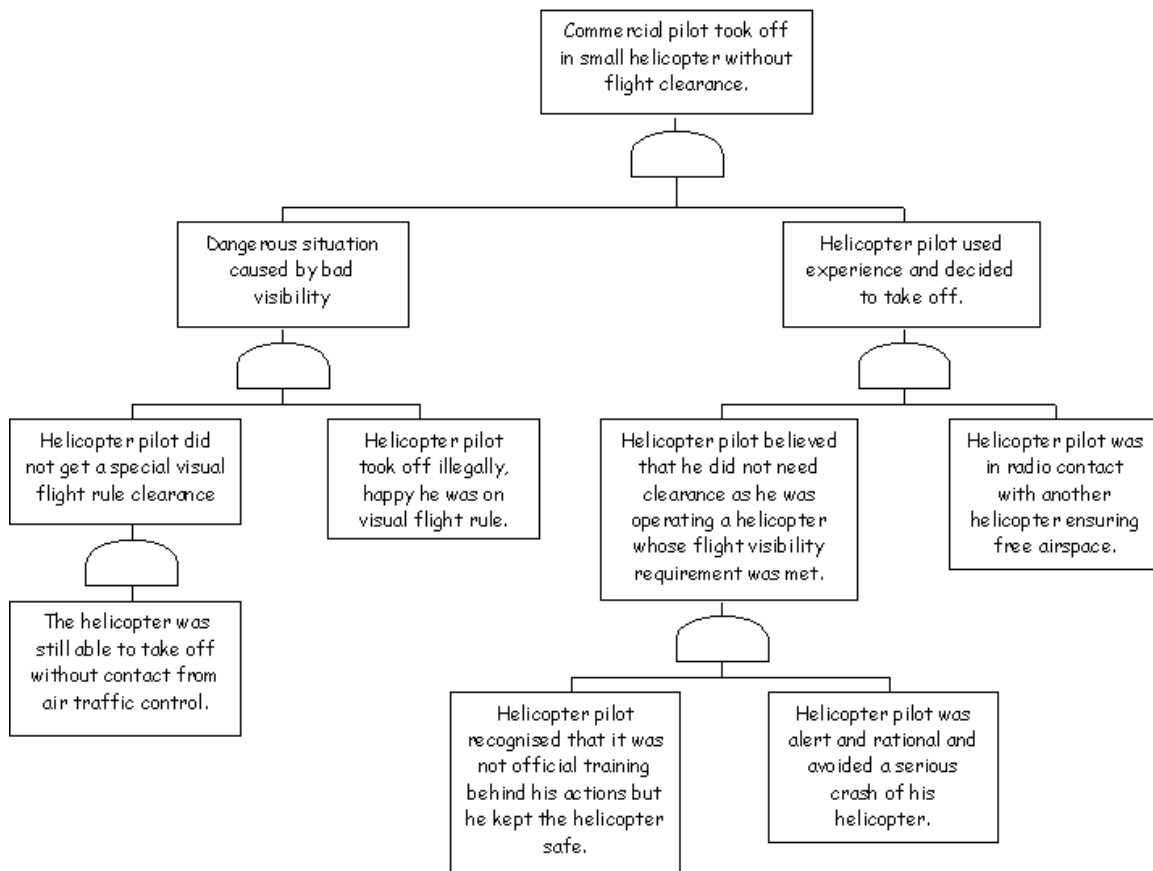 Commercial pilot took off
in small helicopter without
flight clearance.
Dangerous situation
caused by bad
visibility
Helicopter pilot used
experience and decided
to take off.
Helicopter pilot did
not get a special visual
flight rule clearance
Helicopter pilot
took off illegally,
happy he was on
visual flight rule.
Helicopter pilot believed
that he did not need
clearance as he was
operating a helicopter
whose flight visibility
requirement was met.
Helicopter pilot was
in radio contact
with another
helicopter ensuring
free airspace.
The helicopter was
still able to take off
without contact from
air traffic control.
Helicopter pilot
recognised that it was
not official training
behind his actions but
he kept the helicopter
safe.
Helicopter pilot was
alert and rational and
avoided a serious
crash of his
helicopter.